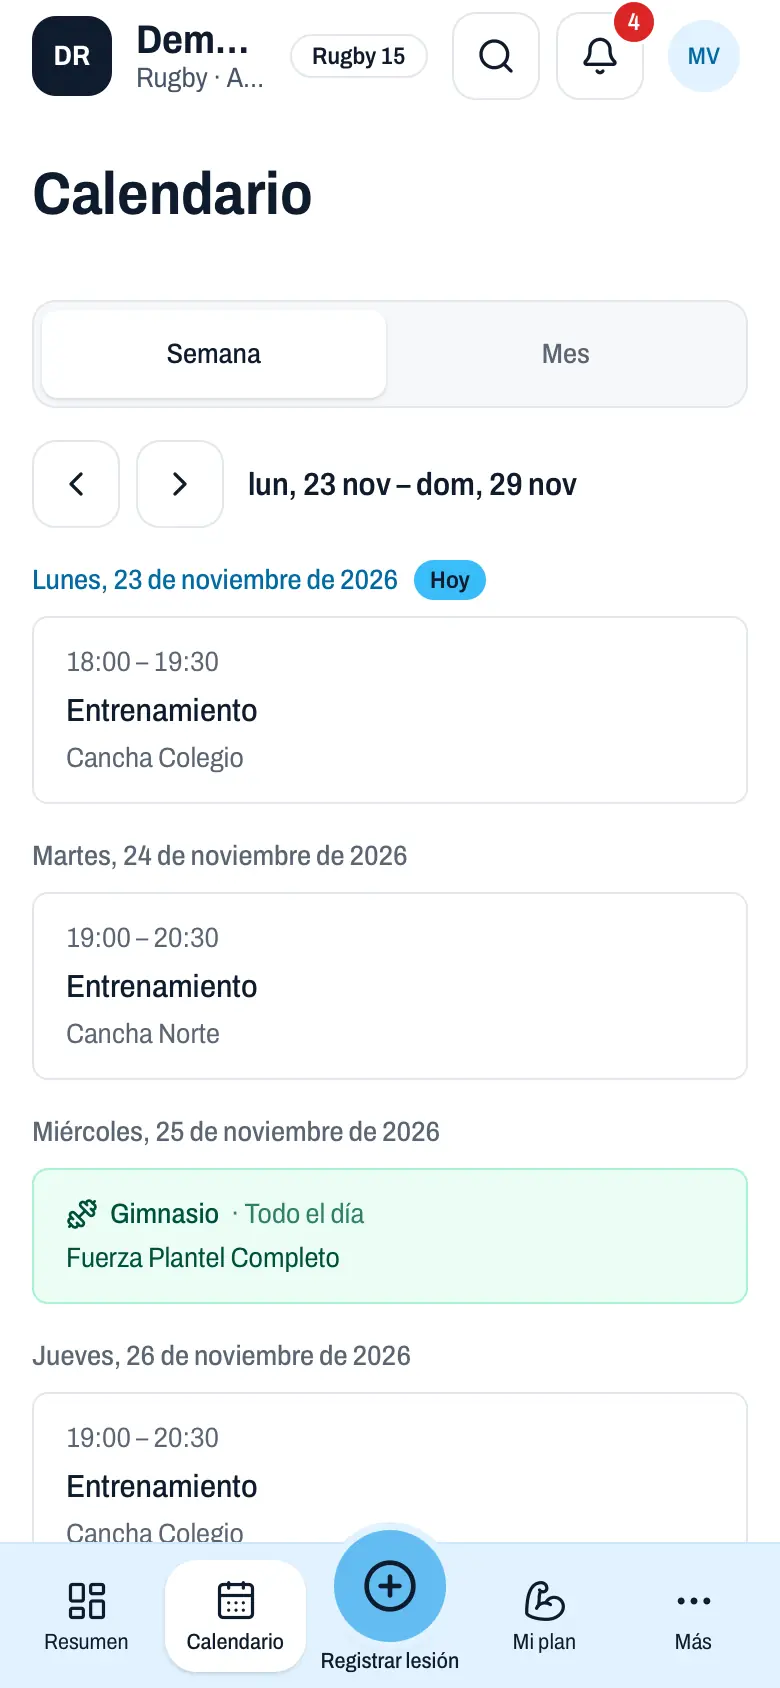 DR
Dem...
Rugby · A...
Rugby 15
4
MV
Calendario
Semana
Mes
lun, 23 nov – dom, 29 nov
Lunes, 23 de noviembre de 2026 Hoy
18:00 – 19:30
Entrenamiento
Cancha Colegio
Martes, 24 de noviembre de 2026
19:00 – 20:30
Entrenamiento
Cancha Norte
Miércoles, 25 de noviembre de 2026
Gimnasio · Todo el día
Fuerza Plantel Completo
Jueves, 26 de noviembre de 2026
19:00 – 20:30
Entrenamiento
Cancha Colegio
Resumen
Calendario
Registrar lesión
Mi plan
Más